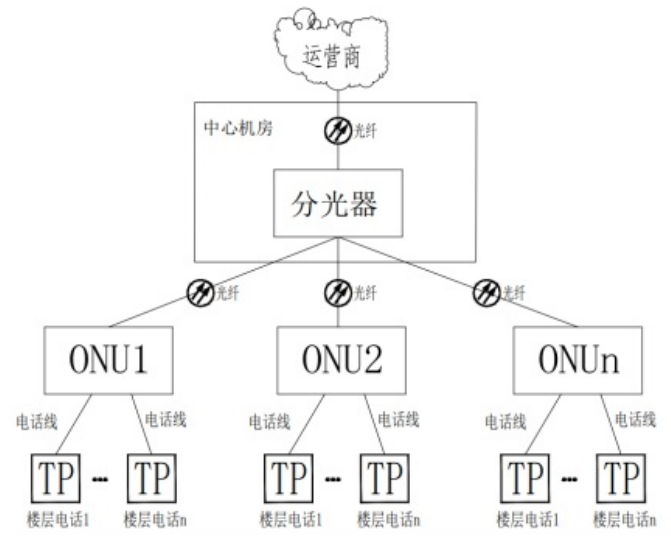 运营商
中心机房
光纤
分光器
光纤 光纤 光纤
ONU1 ONU2 ONUn
电话线 电话线 电话线 电话线 电话线 电话线
TP ··· TP TP ··· TP TP ··· TP
楼层电话1 楼层电话n 楼层电话1 楼层电话n 楼层电话1 楼层电话n